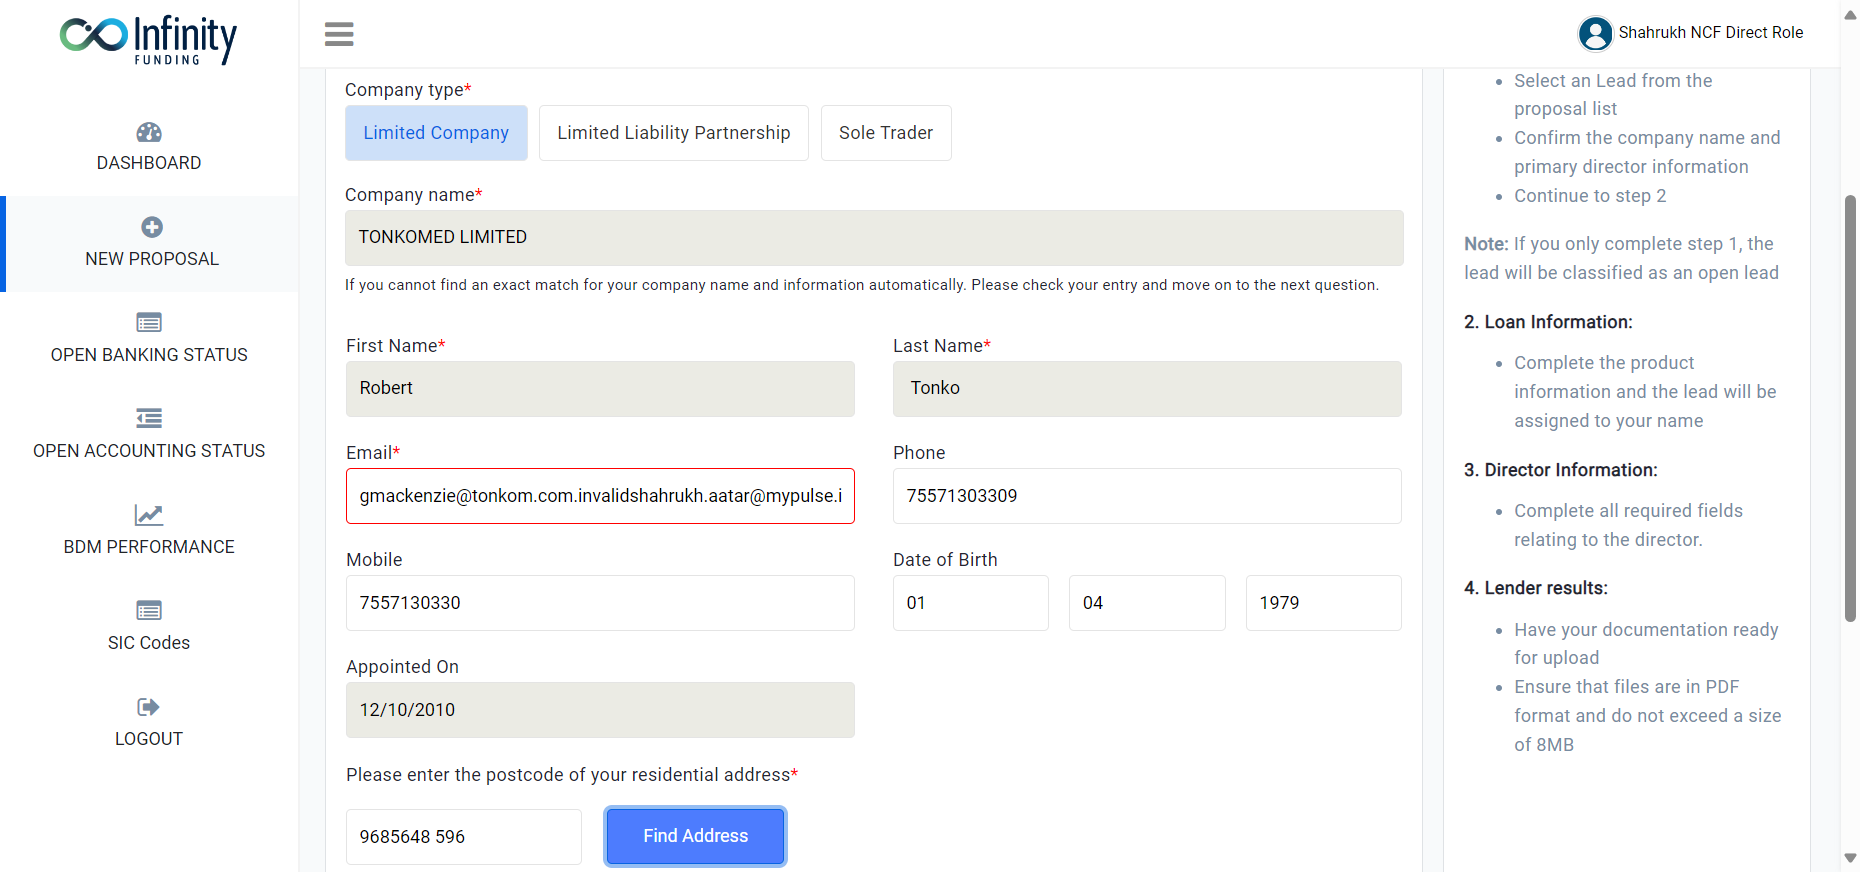 Infinity
FUNDING
Shahrukh NCF Direct Role
DASHBOARD
NEW PROPOSAL
OPEN BANKING STATUS
OPEN ACCOUNTING STATUS
BDM PERFORMANCE
SIC Codes
LOGOUT
Company type*
Limited Company
Limited Liability Partnership
Sole Trader
Company name*
TONKOMED LIMITED
If you cannot find an exact match for your company name and information automatically. Please check your entry and move on to the next question.
First Name*
Last Name*
Robert
Tonko
Email*
Phone
gmackenzie@tonkom.com.invalidshahrukh.aatar@mypulse.i
75571303309
Mobile
Date of Birth
7557130330
01
04
1979
Appointed On
12/10/2010
Please enter the postcode of your residential address*
9685648 596
Find Address
• Select an Lead from the
proposal list
• Confirm the company name and
primary director information
• Continue to step 2
Note: If you only complete step 1, the
lead will be classified as an open lead
2. Loan Information:
• Complete the product
information and the lead will be
assigned to your name
3. Director Information:
• Complete all required fields
relating to the director.
4. Lender results:
• Have your documentation ready
for upload
• Ensure that files are in PDF
format and do not exceed a size
of 8MB